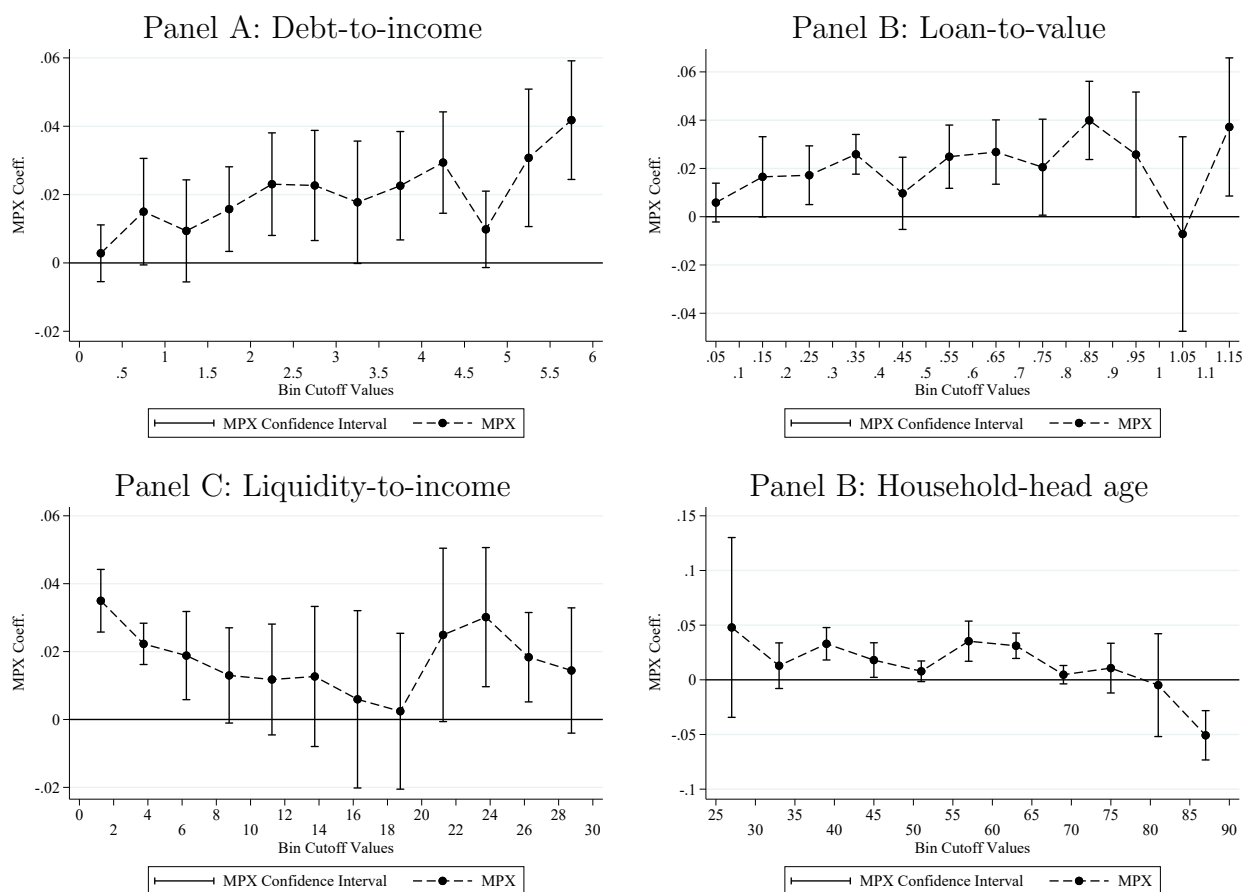 Panel A: Debt-to-income
.06
.04
.02
0
-.02
MPX Coeff.
0 1 2 3 4 5 6
.5 1.5 2.5 3.5 4.5 5.5
Bin Cutoff Values
MPX Confidence Interval MPX
Panel B: Loan-to-value
.06
.04
.02
0
-.02
-.04
MPX Coeff.
.05 .15 .25 .35 .45 .55 .65 .75 .85 .95 1.05 1.15
.1 .2 .3 .4 .5 .6 .7 .8 .9 1 1.1
Bin Cutoff Values
MPX Confidence Interval MPX
Panel C: Liquidity-to-income
.06
.04
.02
0
-.02
MPX Coeff.
0 4 8 12 16 20 24 28
2 6 10 14 18 22 26 30
Bin Cutoff Values
MPX Confidence Interval MPX
Panel B: Household-head age
.15
.1
.05
0
-.05
-.1
MPX Coeff.
25 35 45 55 65 75 85
30 40 50 60 70 80 90
Bin Cutoff Values
MPX Confidence Interval MPX